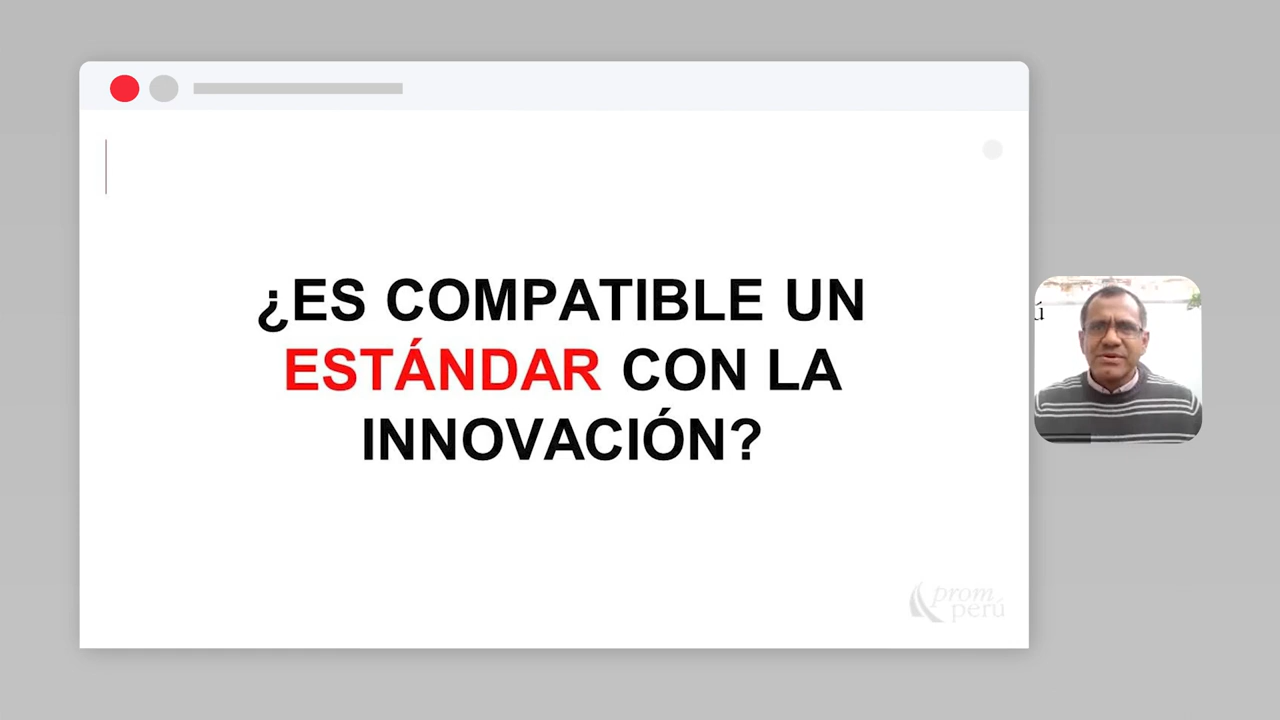 ¿ES COMPATIBLE UN
ESTÁNDAR CON LA
INNOVACIÓN?
prom
perú
ú